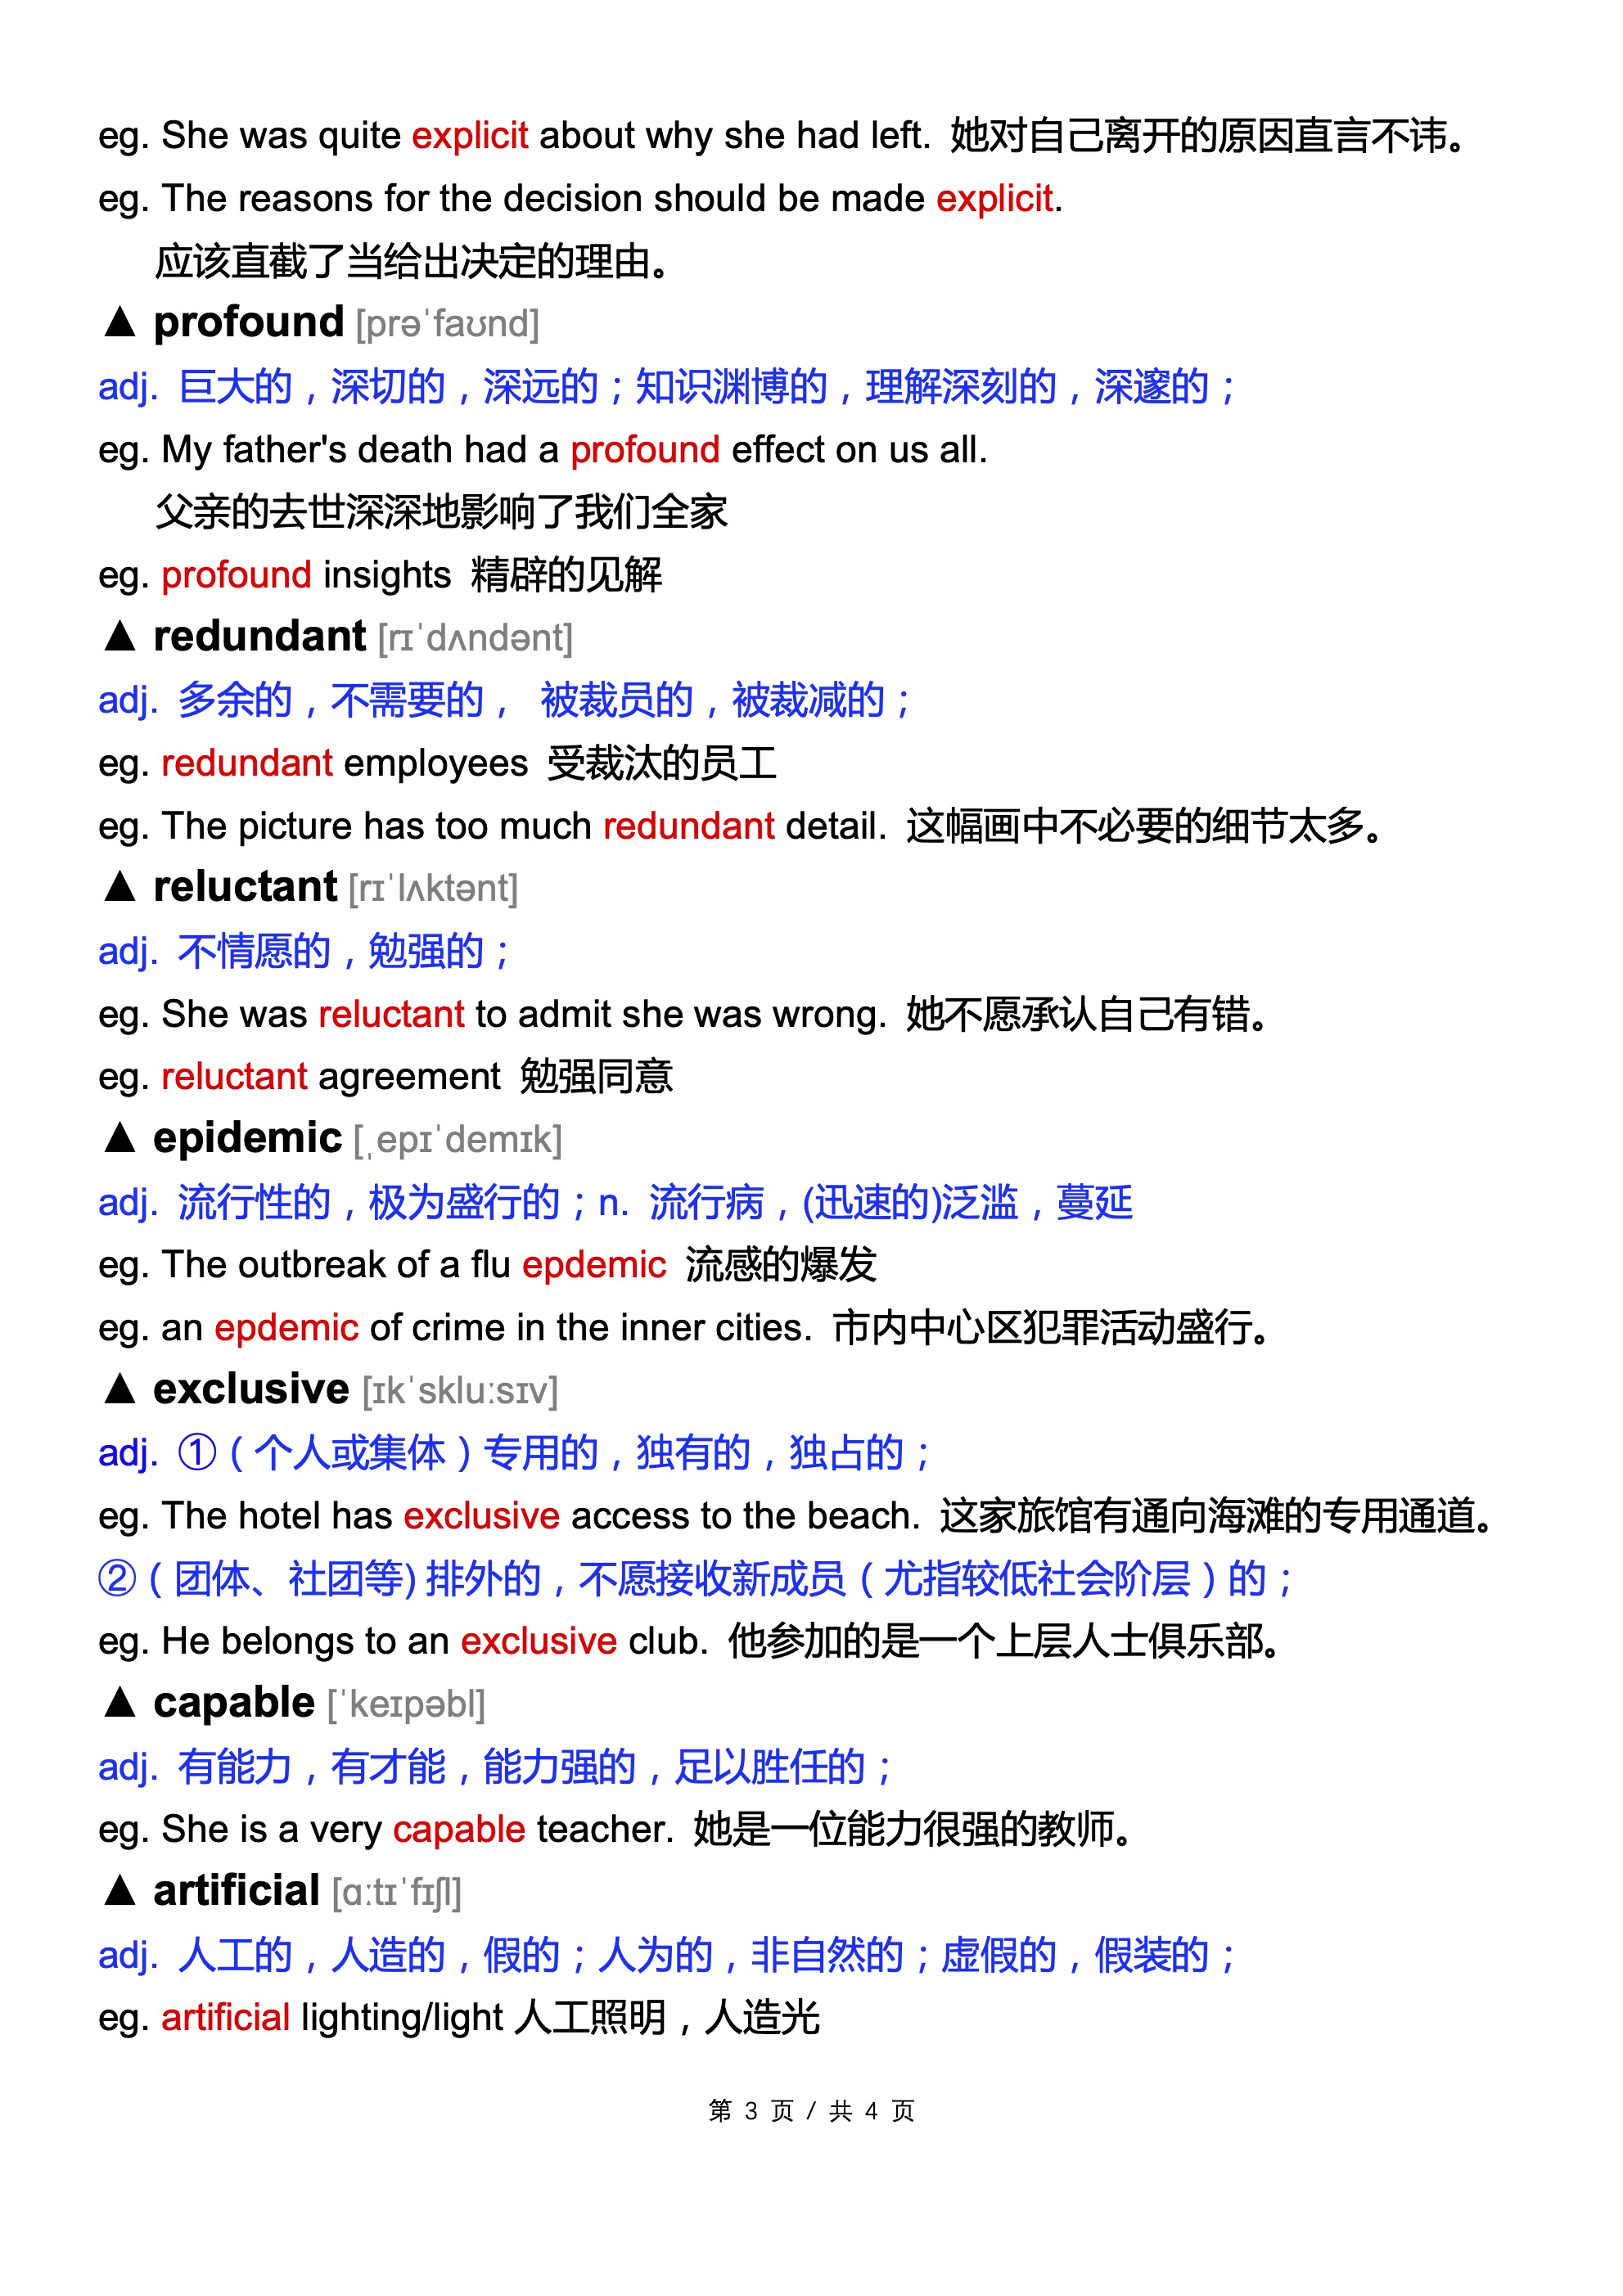 eg. She was quite explicit about why she had left. 她对自己离开的原因直言不讳。
eg. The reasons for the decision should be made explicit.
应该直截了当给出决定的理由。
▲ profound [prəˈfaʊnd]
adj. 巨大的，深切的，深远的；知识渊博的，理解深刻的，深邃的；
eg. My father's death had a profound effect on us all.
父亲的去世深深地影响了我们全家
eg. profound insights 精辟的见解
▲ redundant [rɪˈdʌndənt]
adj. 多余的，不需要的， 被裁员的，被裁减的；
eg. redundant employees 受裁汰的员工
eg. The picture has too much redundant detail. 这幅画中不必要的细节太多。
▲ reluctant [rɪˈlʌktənt]
adj. 不情愿的，勉强的；
eg. She was reluctant to admit she was wrong. 她不愿承认自己有错。
eg. reluctant agreement 勉强同意
▲ epidemic [ˌepɪˈdemɪk]
adj. 流行性的，极为盛行的；n. 流行病，(迅速的)泛滥，蔓延
eg. The outbreak of a flu epdemic 流感的爆发
eg. an epdemic of crime in the inner cities. 市内中心区犯罪活动盛行。
▲ exclusive [ɪkˈskluːsɪv]
adj. ①（个人或集体）专用的，独有的，独占的；
eg. The hotel has exclusive access to the beach. 这家旅馆有通向海滩的专用通道。
②（团体、社团等) 排外的，不愿接收新成员（尤指较低社会阶层）的；
eg. He belongs to an exclusive club. 他参加的是一个上层人士俱乐部。
▲ capable [ˈkeɪpəbl]
adj. 有能力，有才能，能力强的，足以胜任的；
eg. She is a very capable teacher. 她是一位能力很强的教师。
▲ artificial [ɑːtɪˈfɪʃl]
adj. 人工的，人造的，假的；人为的，非自然的；虚假的，假装的；
eg. artificial lighting/light 人工照明，人造光
第 3 页 / 共 4 页